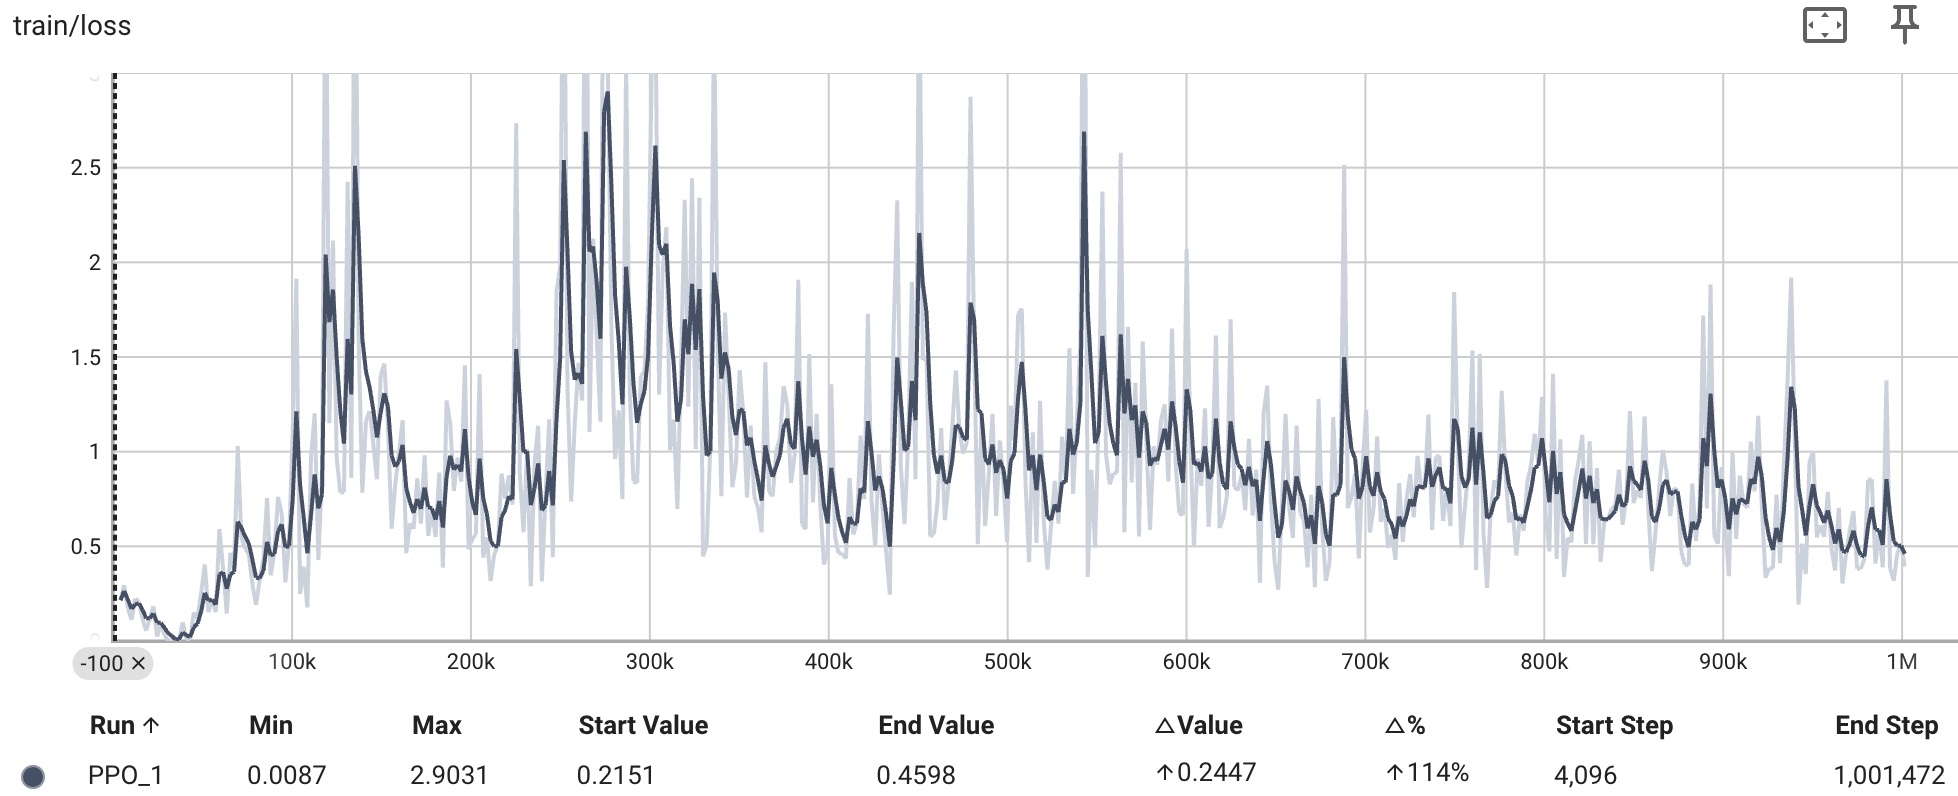 train/loss
2.5
2
1.5
1
0.5
-100 ×
100k 200k 300k 400k 500k 600k 700k 800k 900k 1M
Run ↑ Min Max Start Value End Value △Value △% Start Step End Step
PPO_1 0.0087 2.9031 0.2151 0.4598 ↑0.2447 ↑114% 4,096 1,001,472